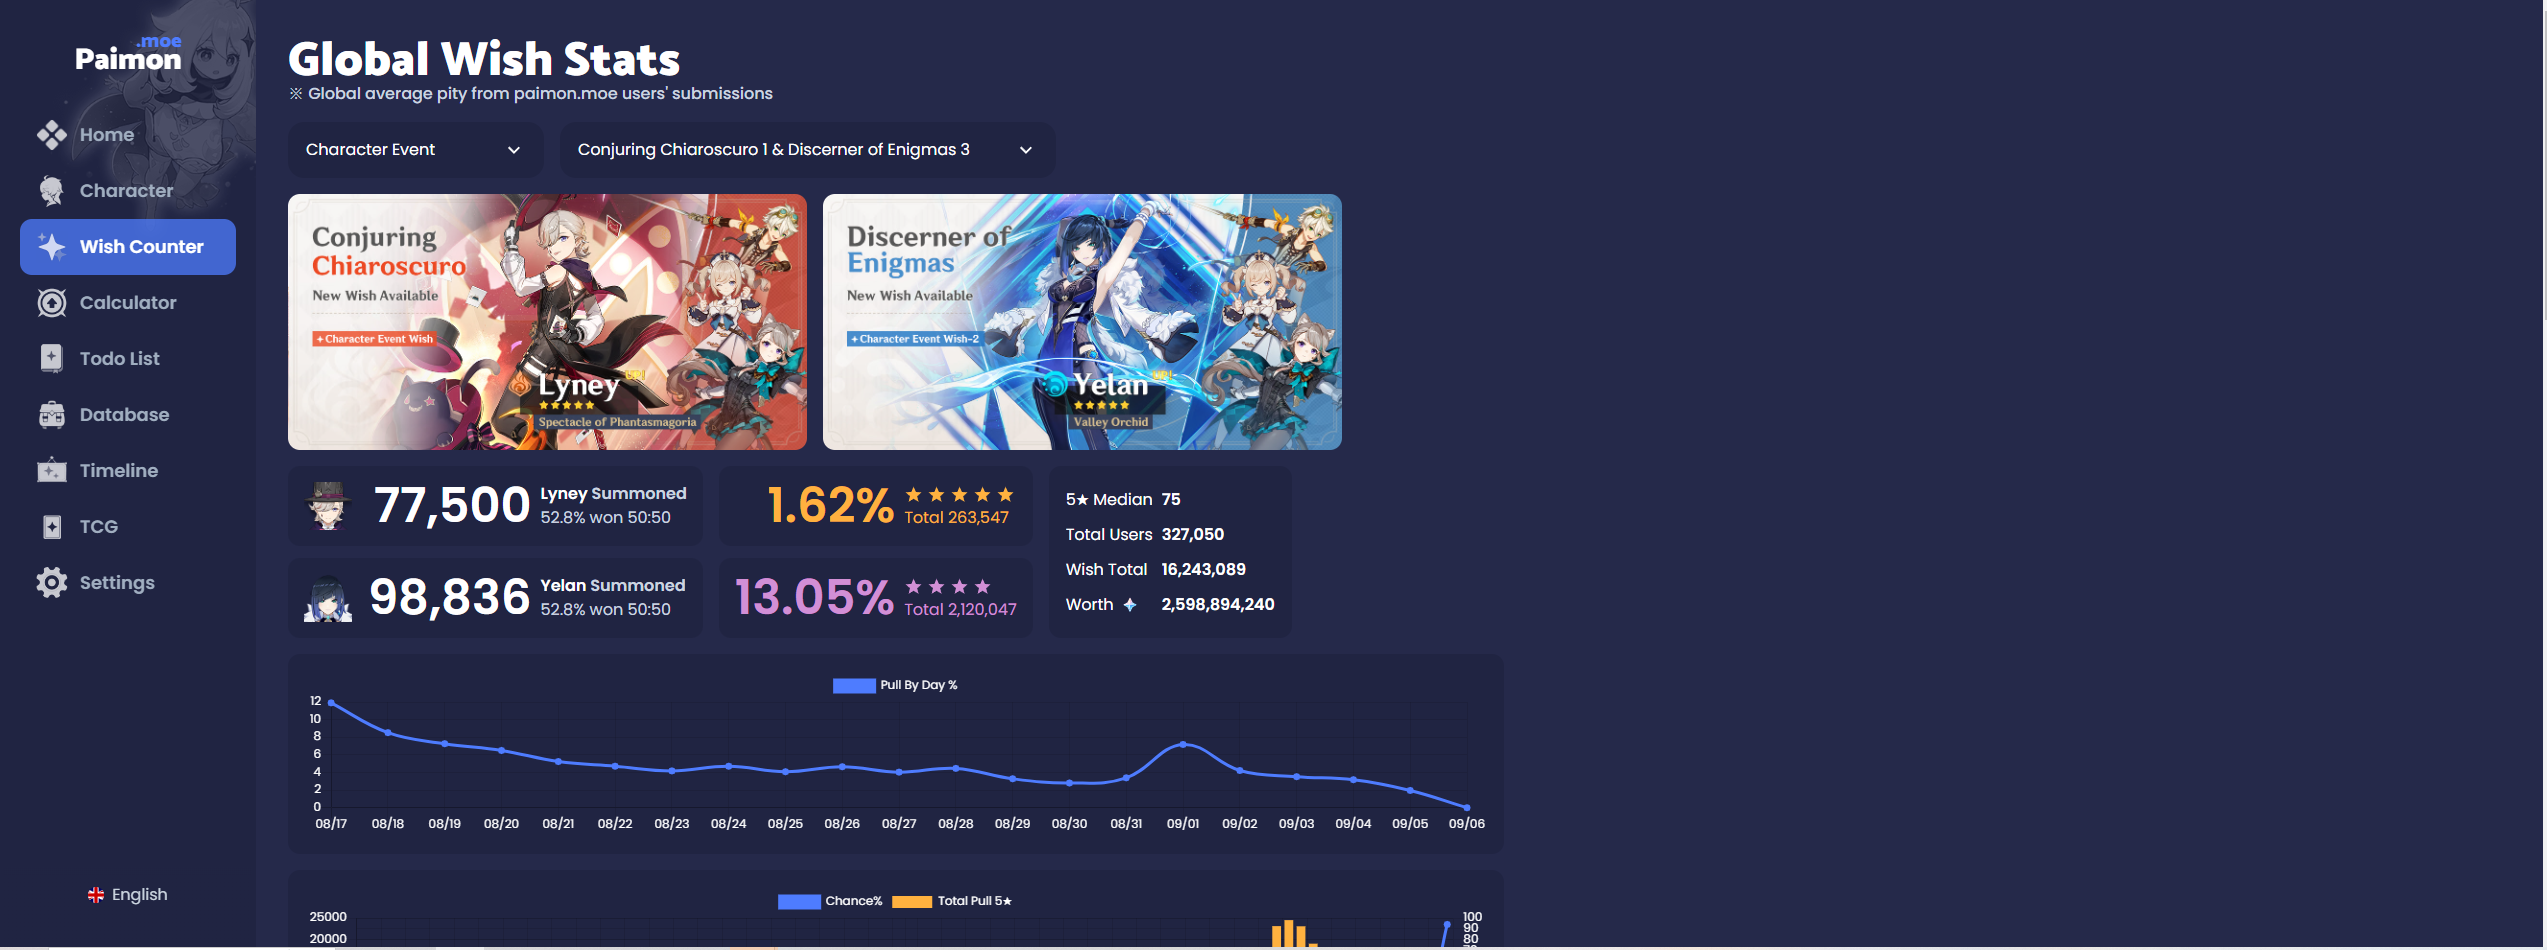 .moe
Paimon
Home
Character
Wish Counter
Calculator
Todo List
Database
Timeline
TCG
Settings
English
Global Wish Stats
※ Global average pity from paimon.moe users' submissions
Character Event
Conjuring Chiaroscuro 1 & Discerner of Enigmas 3
Conjuring
Chiaroscuro
New Wish Available
Character Event Wish
Lyney UP!
★★★★★
Spectacle of Phantasmagoria
Discerner of
Enigmas
New Wish Available
Character Event Wish-2
Yelan UP!
★★★★★
Valley Orchid
77,500
Lyney Summoned
52.8% won 50:50
98,836
Yelan Summoned
52.8% won 50:50
1.62%
★★★★★
Total 263,547
13.05%
★★★★
Total 2,120,047
5★ Median 75
Total Users 327,050
Wish Total 16,243,089
Worth 2,598,894,240
Pull By Day %
12
10
8
6
4
2
0
08/17 08/18 08/19 08/20 08/21 08/22 08/23 08/24 08/25 08/26 08/27 08/28 08/29 08/30 08/31 09/01 09/02 09/03 09/04 09/05 09/06
Chance% Total Pull 5★
25000
20000
100
90
80